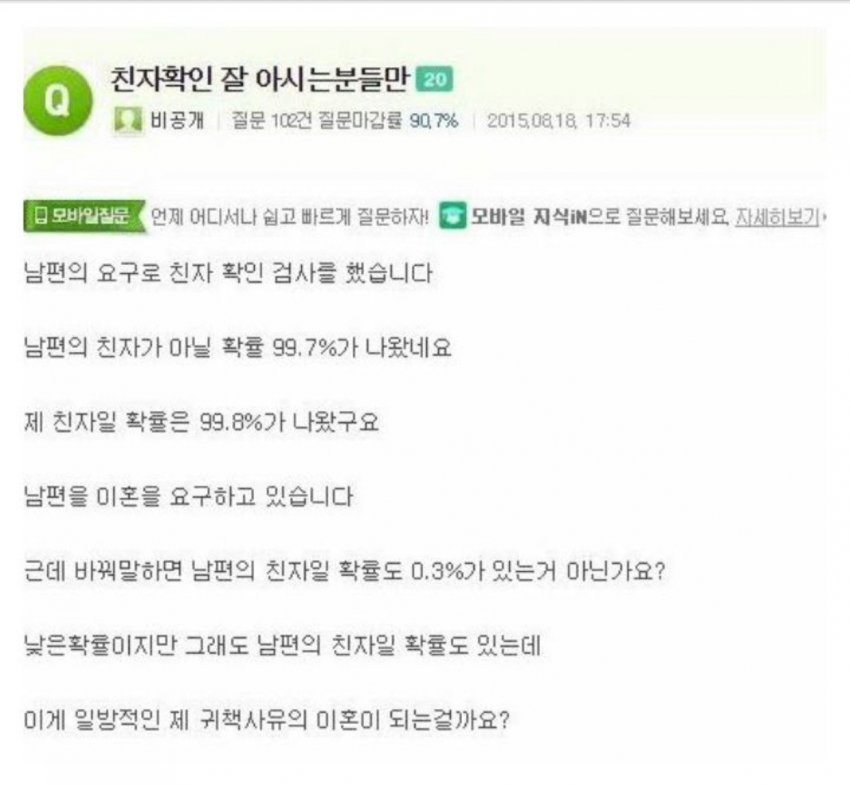 Q
친자확인 잘 아시는분들만 20
비공개 질문 102건 질문마감률 90.7% 2015.08.18. 17:54
모바일질문 언제 어디서나 쉽고 빠르게 질문하자! 모바일 지식iN으로 질문해보세요. 자세히보기
남편의 요구로 친자 확인 검사를 했습니다
남편의 친자가 아닐 확률 99.7%가 나왔네요
제 친자일 확률은 99.8%가 나왔구요
남편을 이혼을 요구하고 있습니다
근데 바꿔말하면 남편의 친자일 확률도 0.3%가 있는거 아닌가요?
낮은확률이지만 그래도 남편의 친자일 확률도 있는데
이게 일방적인 제 귀책사유의 이혼이 되는걸까요?